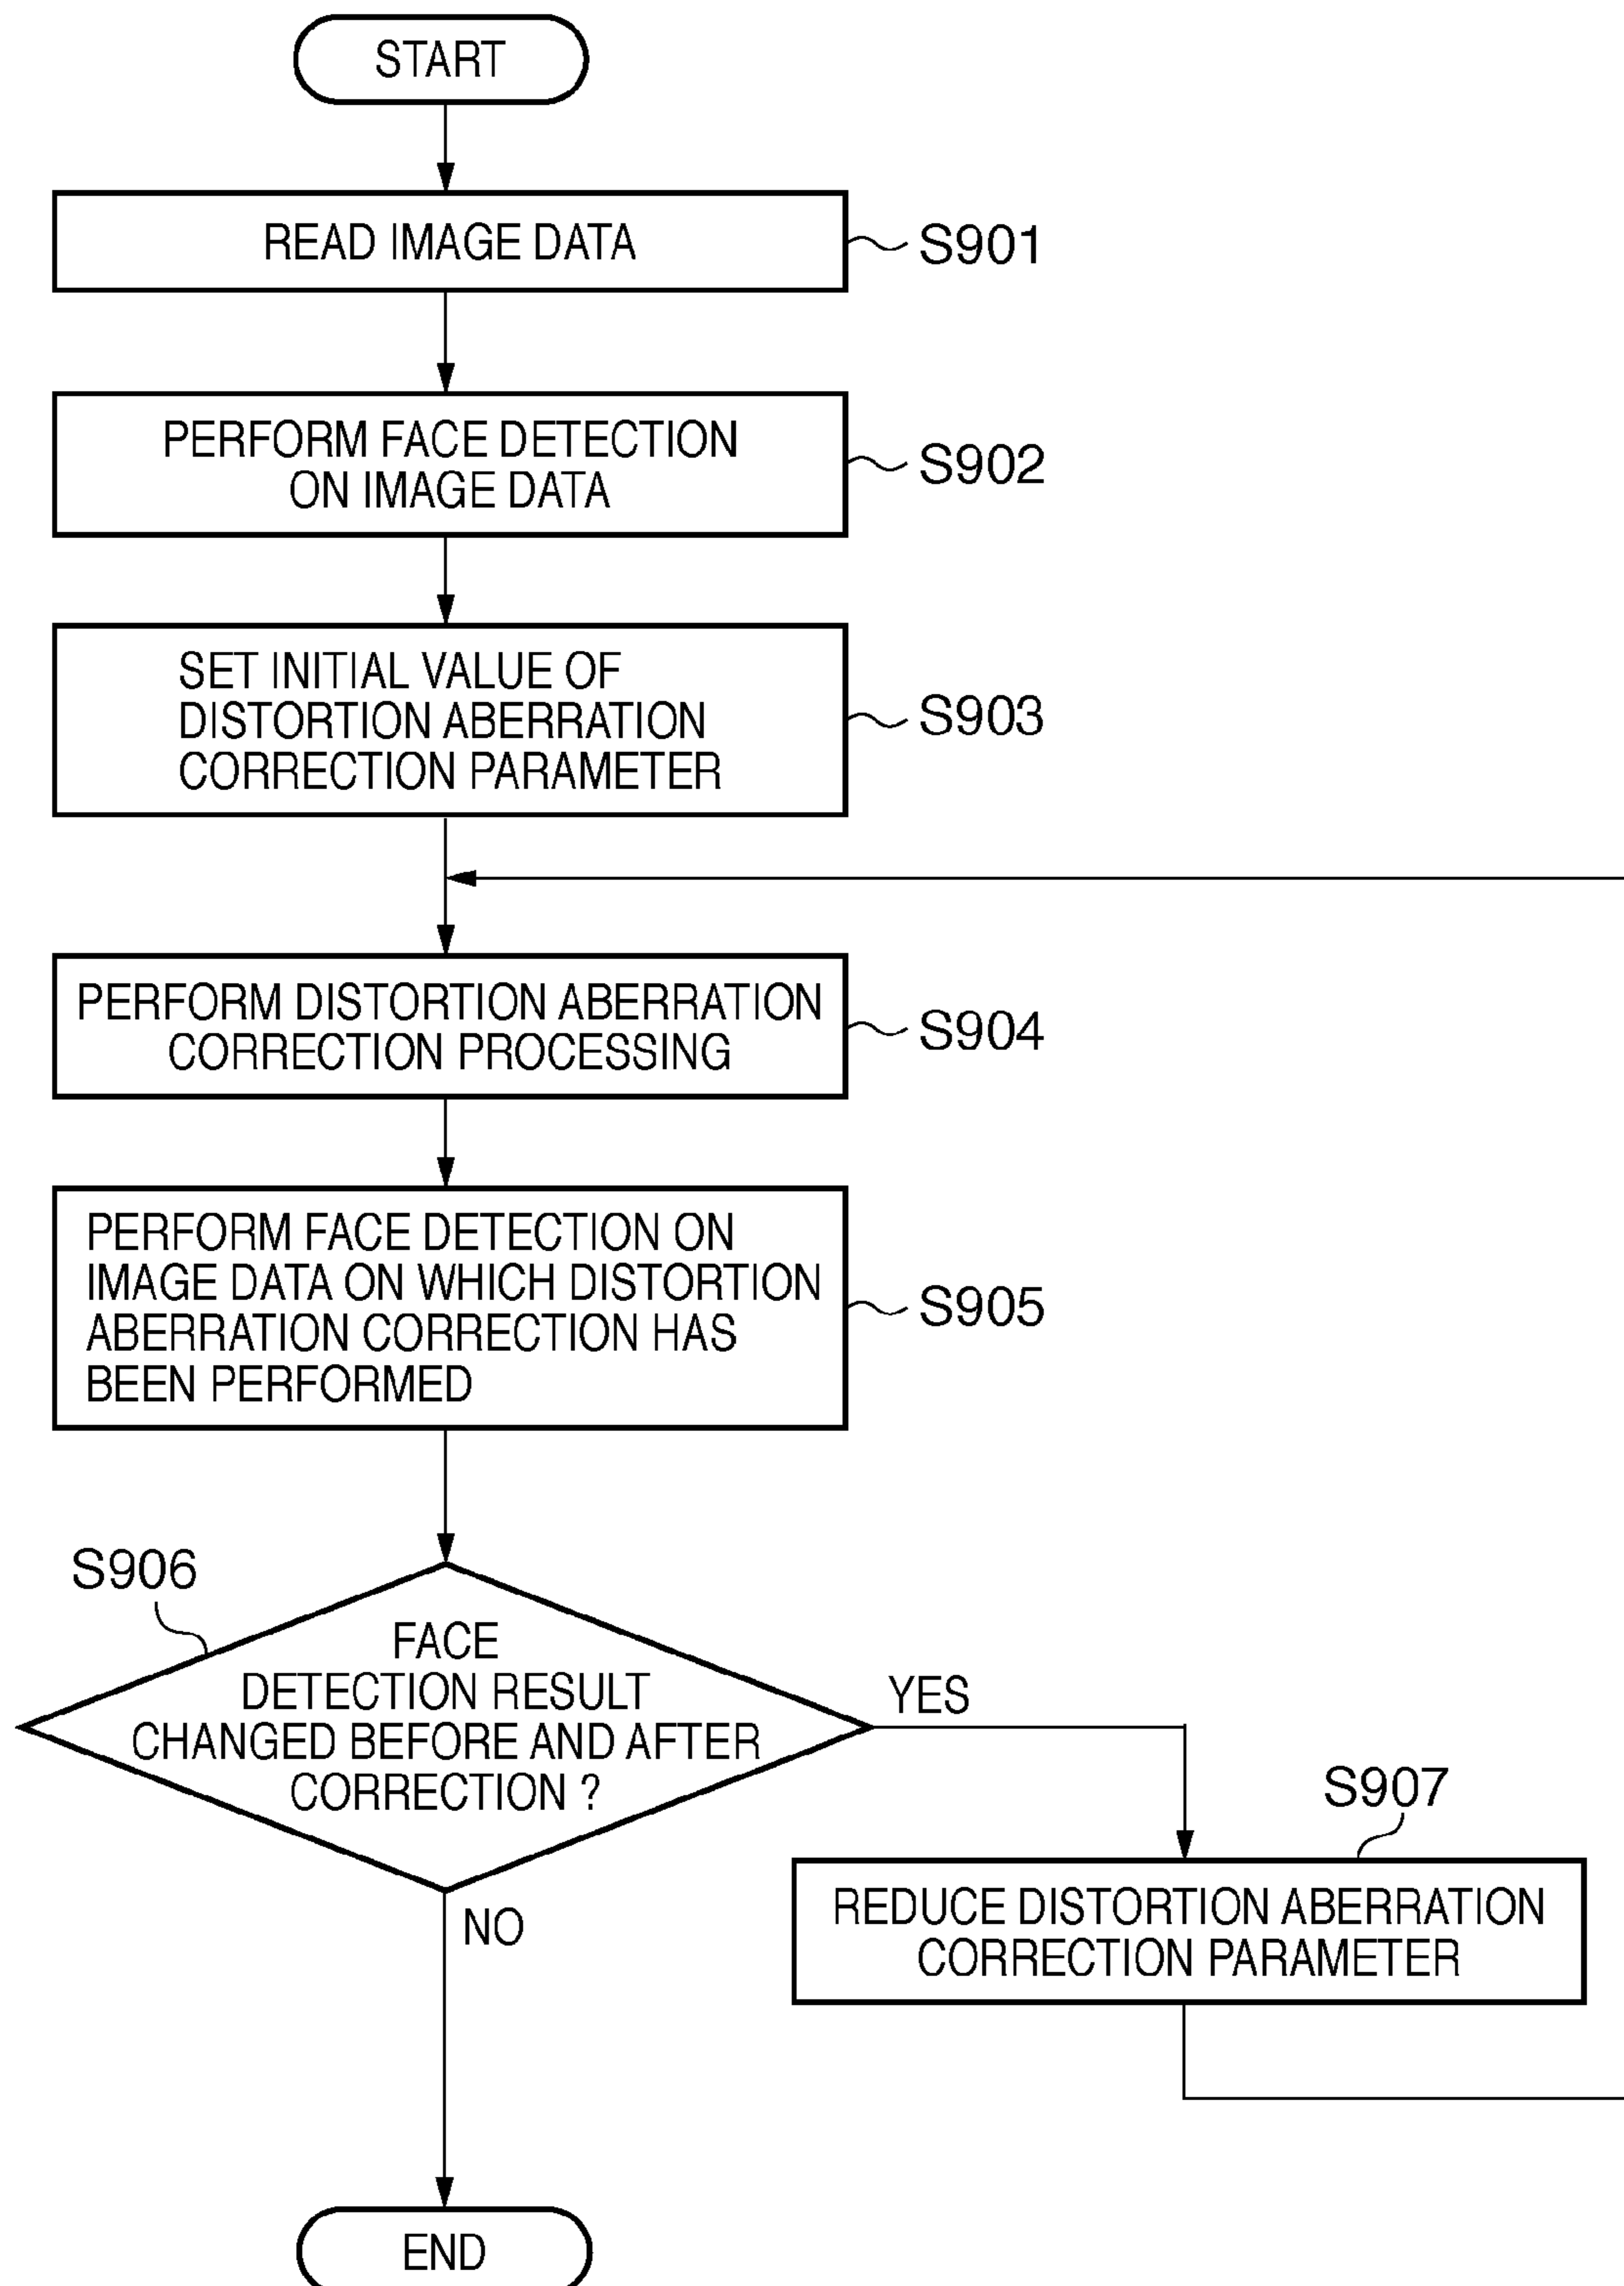 START
READ IMAGE DATA
S901
PERFORM FACE DETECTION
ON IMAGE DATA
S902
SET INITIAL VALUE OF
DISTORTION ABERRATION
CORRECTION PARAMETER
S903
PERFORM DISTORTION ABERRATION
CORRECTION PROCESSING
S904
PERFORM FACE DETECTION ON
IMAGE DATA ON WHICH DISTORTION
ABERRATION CORRECTION HAS
BEEN PERFORMED
S905
S906
FACE
DETECTION RESULT
CHANGED BEFORE AND AFTER
CORRECTION ?
YES
NO
S907
REDUCE DISTORTION ABERRATION
CORRECTION PARAMETER
END